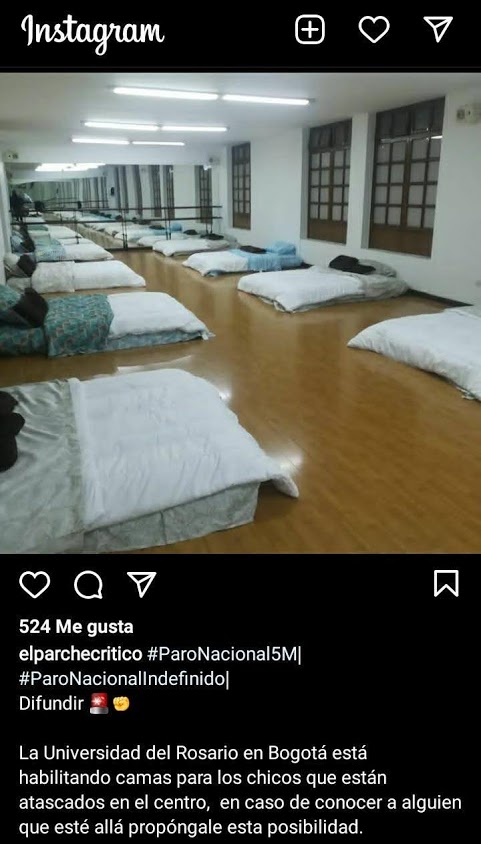 Instagram
524 Me gusta
elparchecritico #ParoNacional5M|
#ParoNacionalIndefinido|
Difundir 🚨✊
La Universidad del Rosario en Bogotá está
habilitando camas para los chicos que están
atascados en el centro,  en caso de conocer a alguien
que esté allá propóngale esta posibilidad.